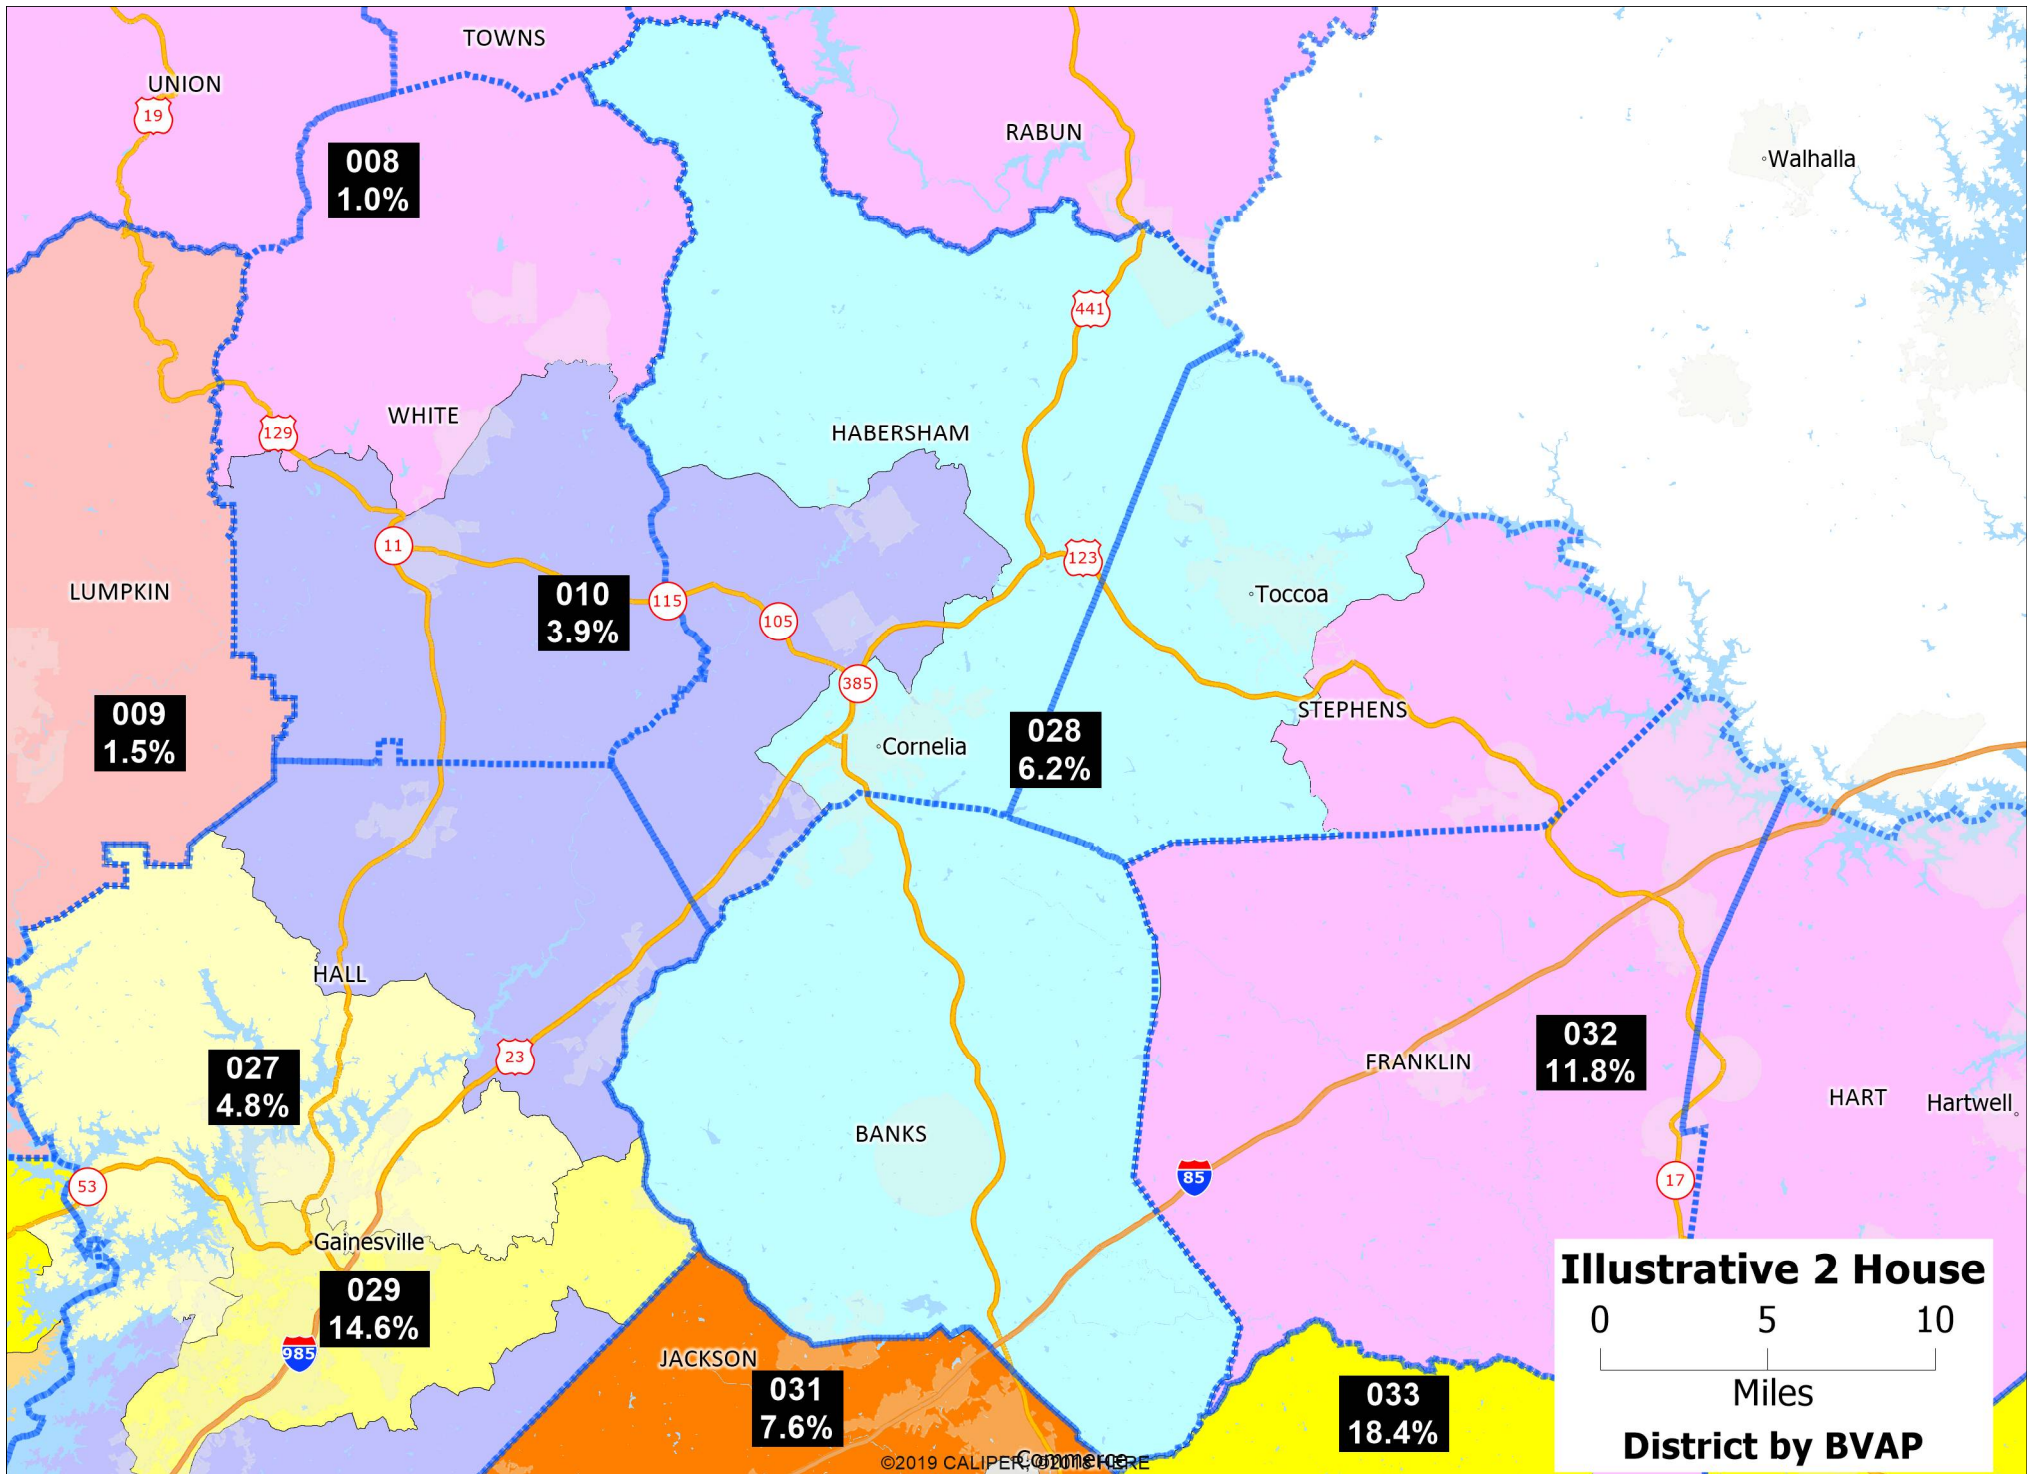 TOWNS
UNION
19
RABUN
008
1.0%
Walhalla
441
WHITE
129
HABERSHAM
11
123
LUMPKIN
010
3.9%
115
105
Toccoa
385
009
1.5%
STEPHENS
028
6.2%
Cornelia
HALL
23
027
4.8%
032
11.8%
FRANKLIN
HART
Hartwell
BANKS
53
85
17
Gainesville
029
14.6%
985
JACKSON
031
7.6%
033
18.4%
Illustrative 2 House
0 5 10
Miles
District by BVAP
Commerce
©2019 CALIPER; ©2018 HERE